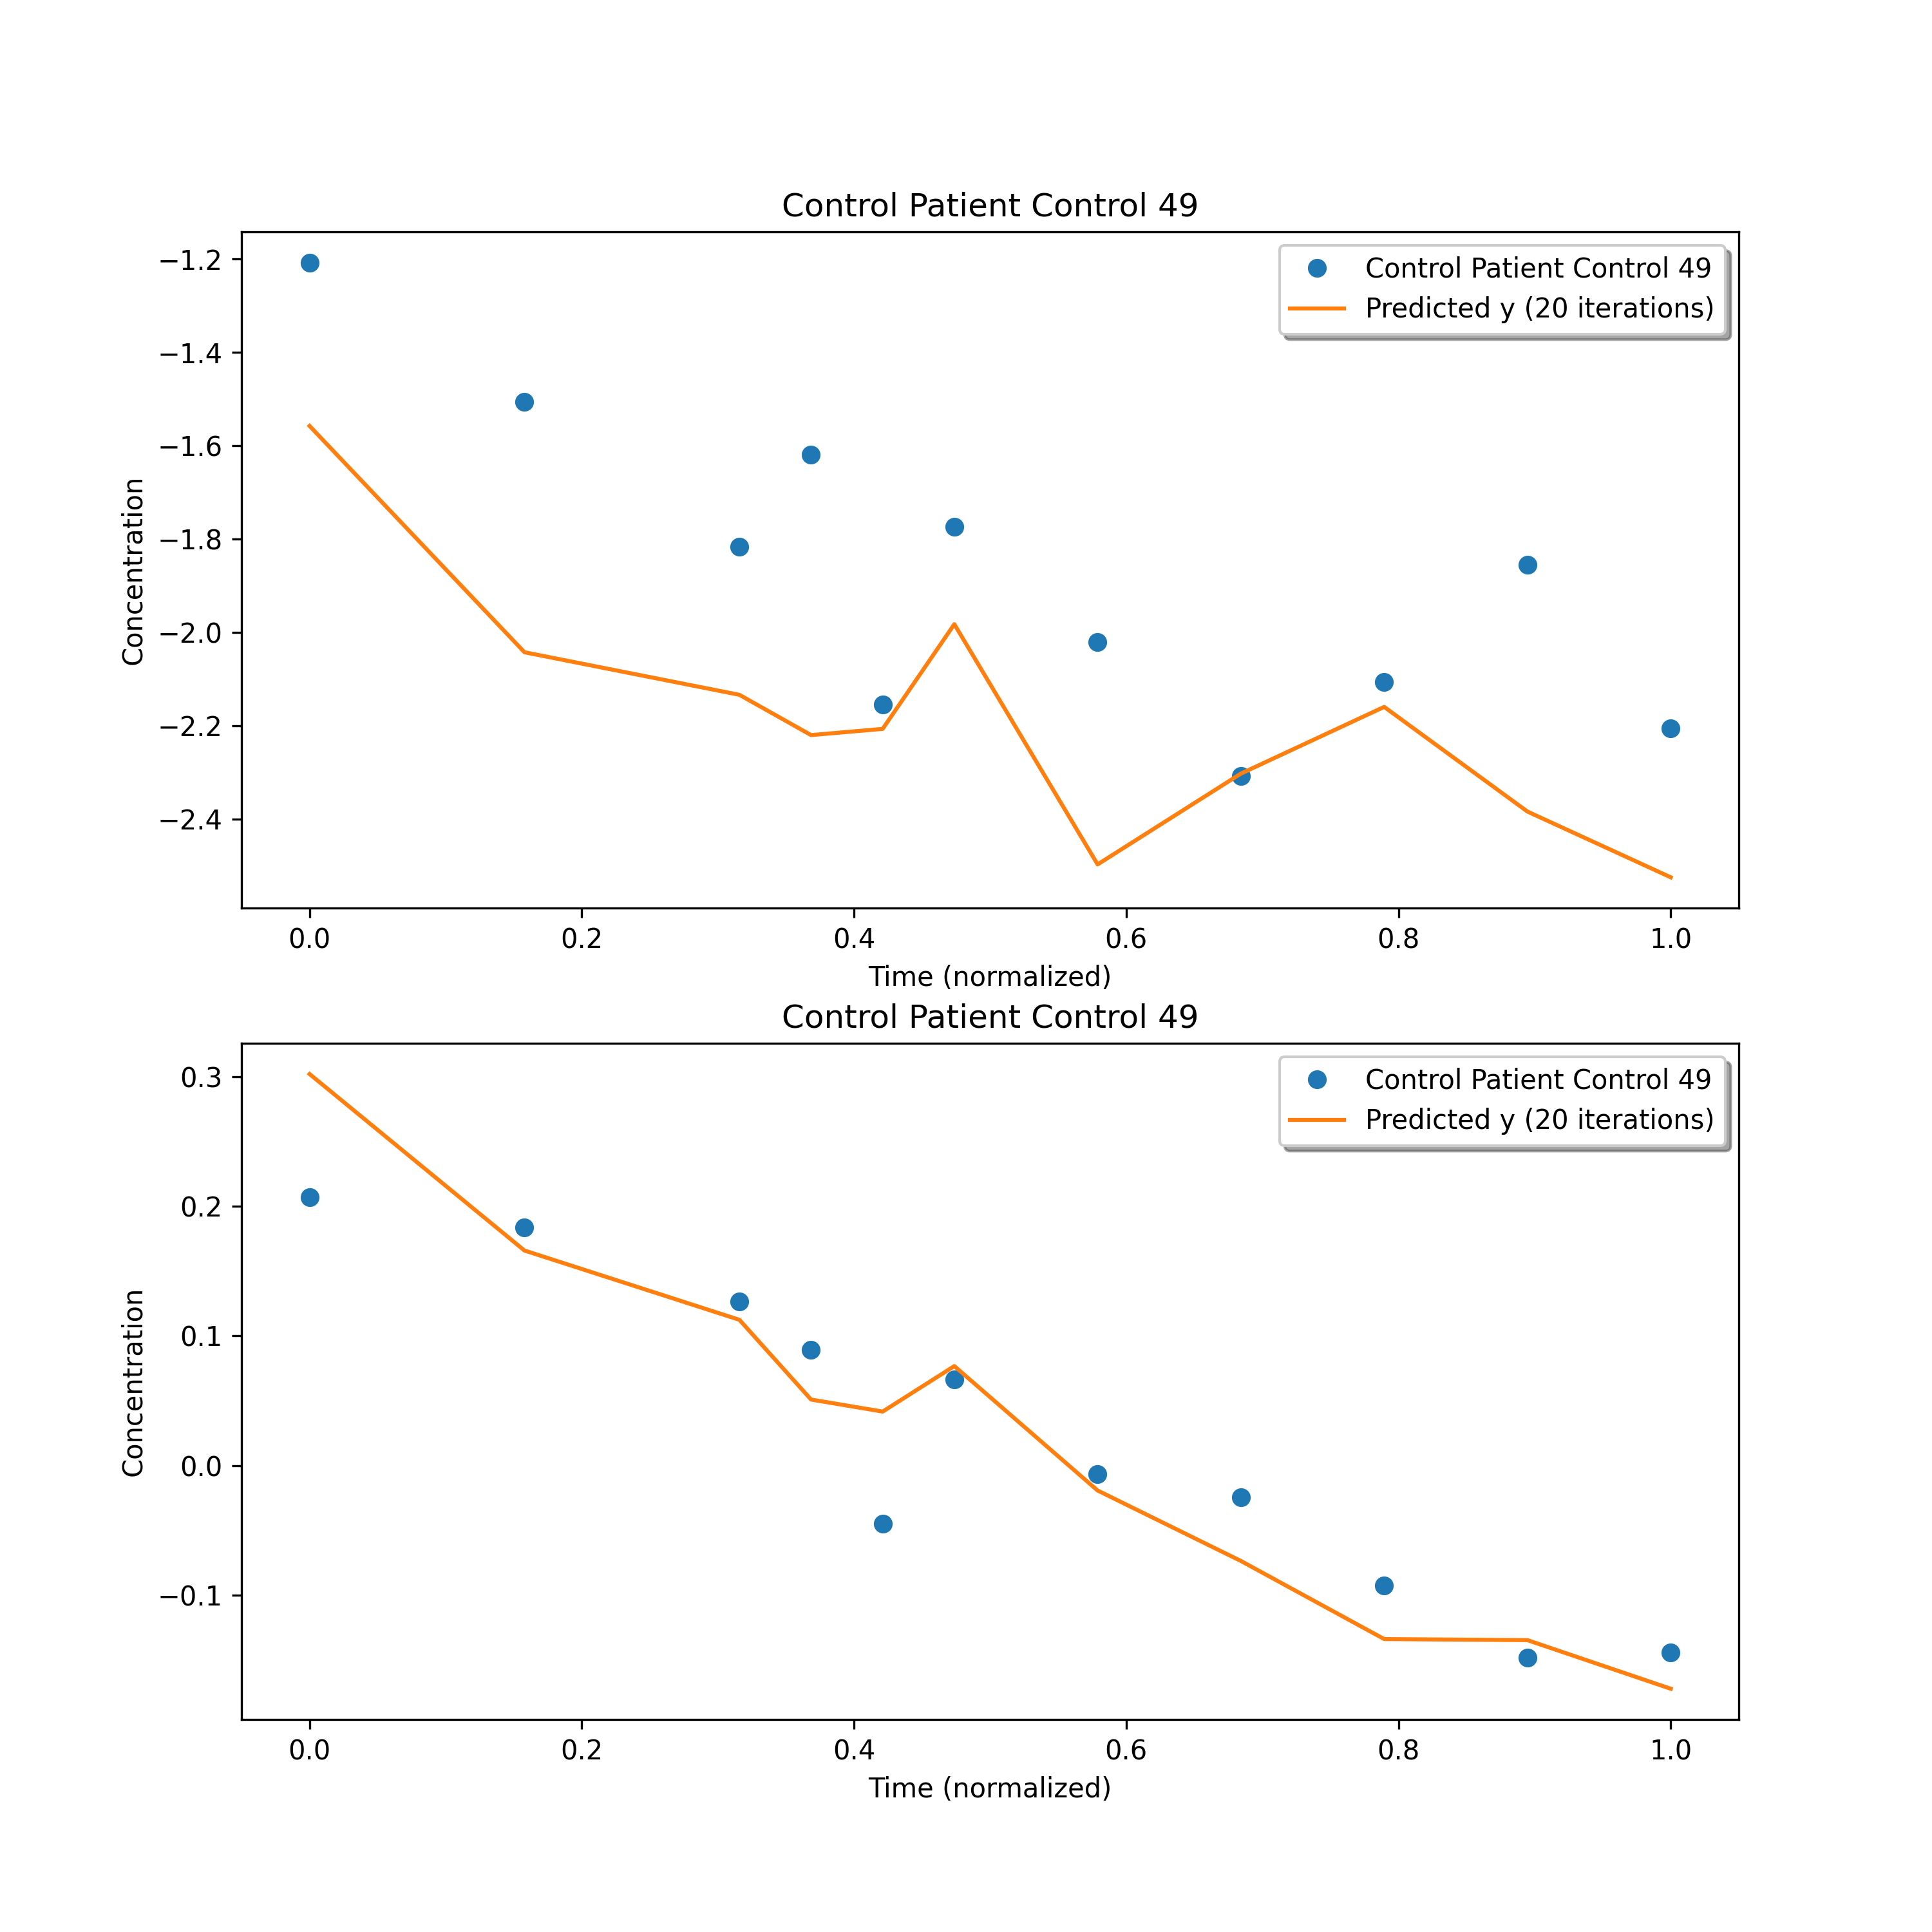 Control Patient Control 49
−1.2
−1.4
−1.6
−1.8
−2.0
−2.2
−2.4
Concentration
Control Patient Control 49
Predicted y (20 iterations)
0.0 0.2 0.4 0.6 0.8 1.0
Time (normalized)
Control Patient Control 49
0.3
0.2
0.1
0.0
−0.1
Concentration
Control Patient Control 49
Predicted y (20 iterations)
0.0 0.2 0.4 0.6 0.8 1.0
Time (normalized)